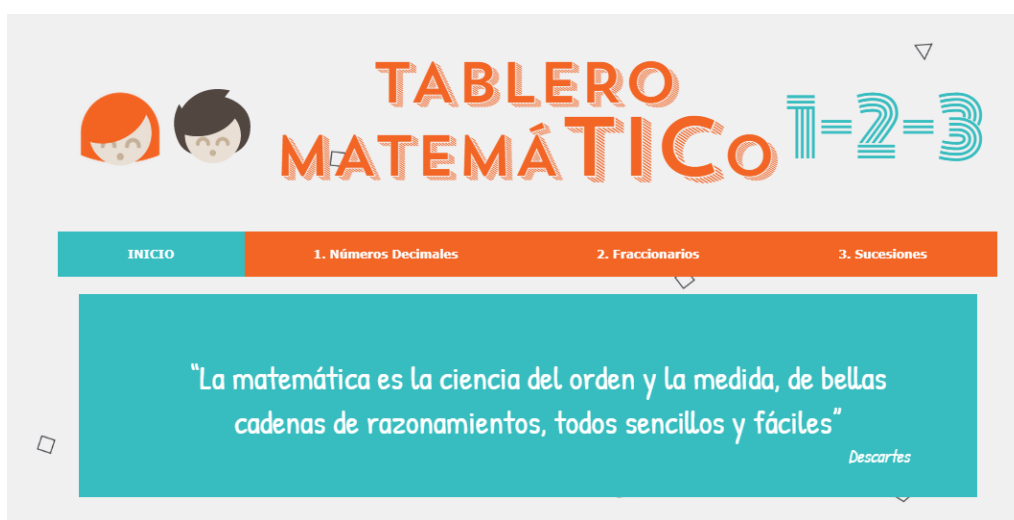 TABLERO
MATEMÁTICO
1-2-3
INICIO
1. Números Decimales
2. Fraccionarios
3. Sucesiones
“La matemática es la ciencia del orden y la medida, de bellas
cadenas de razonamientos, todos sencillos y fáciles”
Descartes